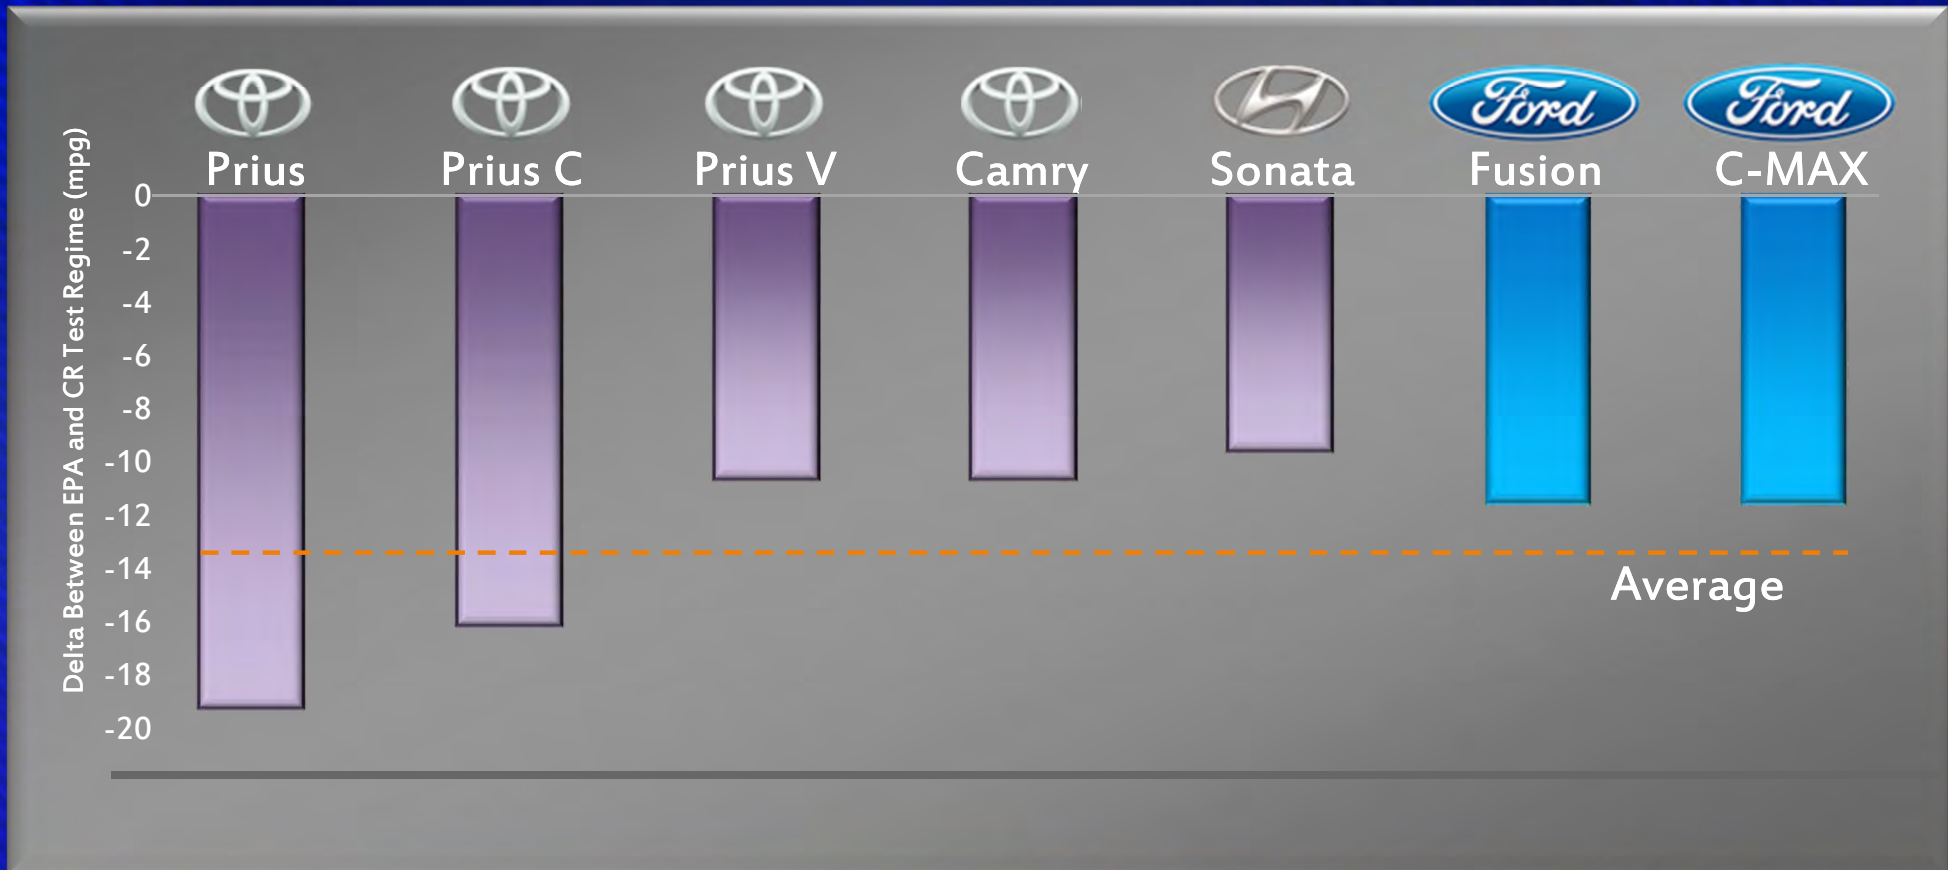 Ford
Ford
Prius
Prius C
Prius V
Camry
Sonata
Fusion
C-MAX
Delta Between EPA and CR Test Regime (mpg)
0
-2
-4
-6
-8
-10
-12
-14
-16
-18
-20
Average